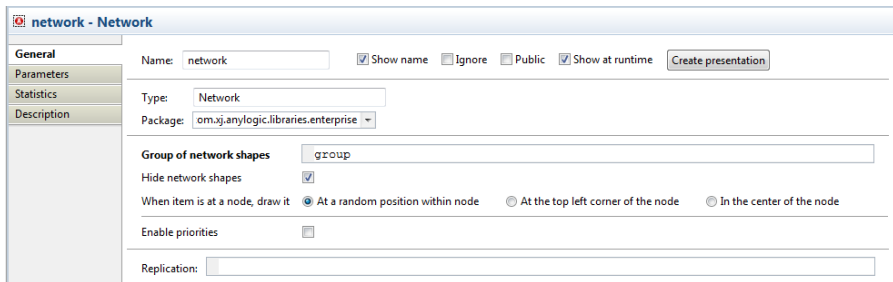 network - Network
General
Parameters
Statistics
Description
Name: network Show name Ignore Public Show at runtime Create presentation
Type: Network
Package: om.xj.anylogic.libraries.enterprise
Group of network shapes group
Hide network shapes
When item is at a node, draw it At a random position within node At the top left corner of the node In the center of the node
Enable priorities
Replication: